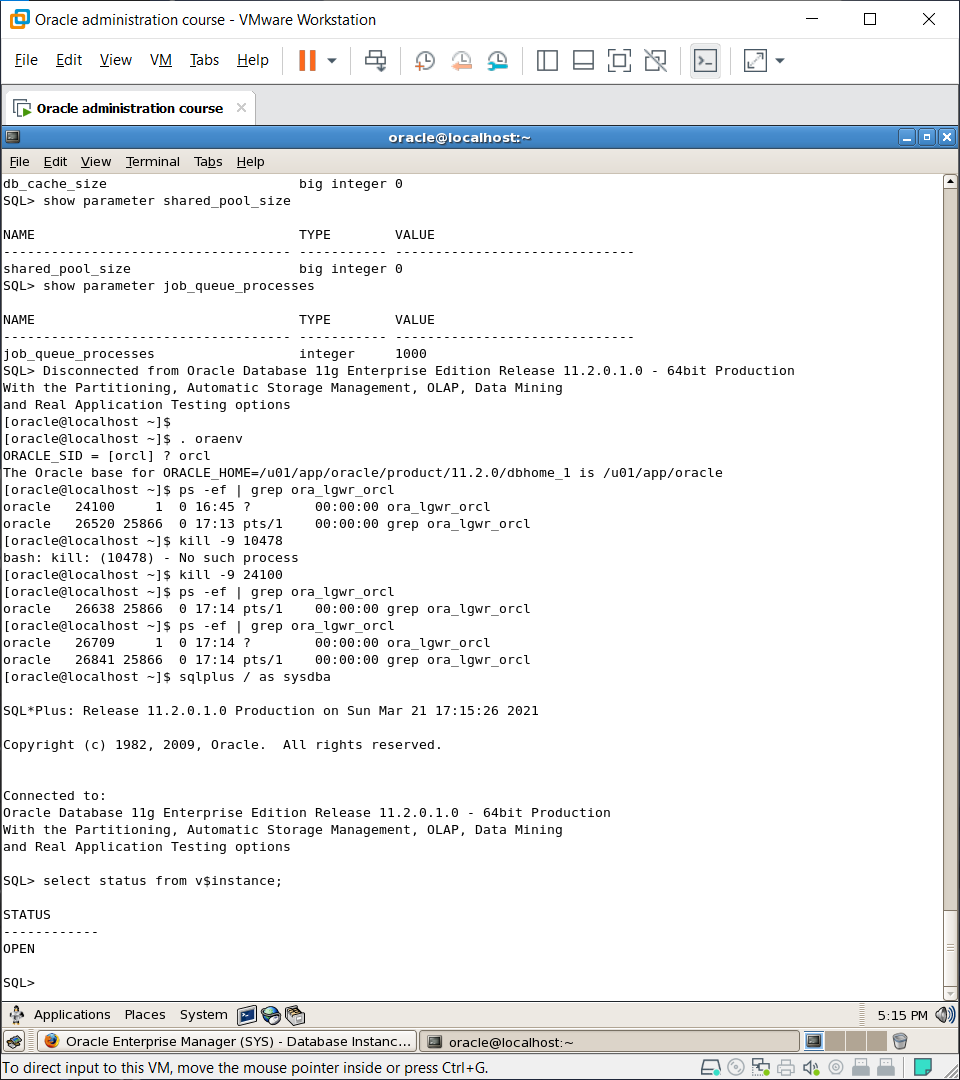 Oracle administration course - VMware Workstation
File Edit View VM Tabs Help
Oracle administration course
oracle@localhost:~
File Edit View Terminal Tabs Help
db_cache_size                        big integer 0
SQL> show parameter shared_pool_size
NAME                                 TYPE        VALUE
------------------------------------ ----------- ------------------------------
shared_pool_size                     big integer 0
SQL> show parameter job_queue_processes
NAME                                 TYPE        VALUE
------------------------------------ ----------- ------------------------------
job_queue_processes                  integer     1000
SQL> Disconnected from Oracle Database 11g Enterprise Edition Release 11.2.0.1.0 - 64bit Production
With the Partitioning, Automatic Storage Management, OLAP, Data Mining
and Real Application Testing options
[oracle@localhost ~]$
[oracle@localhost ~]$ . oraenv
ORACLE_SID = [orcl] ? orcl
The Oracle base for ORACLE_HOME=/u01/app/oracle/product/11.2.0/dbhome_1 is /u01/app/oracle
[oracle@localhost ~]$ ps -ef | grep ora_lgwr_orcl
oracle   24100     1  0 16:45 ?        00:00:00 ora_lgwr_orcl
oracle   26520 25866  0 17:13 pts/1    00:00:00 grep ora_lgwr_orcl
[oracle@localhost ~]$ kill -9 10478
bash: kill: (10478) - No such process
[oracle@localhost ~]$ kill -9 24100
[oracle@localhost ~]$ ps -ef | grep ora_lgwr_orcl
oracle   26638 25866  0 17:14 pts/1    00:00:00 grep ora_lgwr_orcl
[oracle@localhost ~]$ ps -ef | grep ora_lgwr_orcl
oracle   26709     1  0 17:14 ?        00:00:00 ora_lgwr_orcl
oracle   26841 25866  0 17:14 pts/1    00:00:00 grep ora_lgwr_orcl
[oracle@localhost ~]$ sqlplus / as sysdba
SQL*Plus: Release 11.2.0.1.0 Production on Sun Mar 21 17:15:26 2021
Copyright (c) 1982, 2009, Oracle.  All rights reserved.
Connected to:
Oracle Database 11g Enterprise Edition Release 11.2.0.1.0 - 64bit Production
With the Partitioning, Automatic Storage Management, OLAP, Data Mining
and Real Application Testing options
SQL> select status from v$instance;
STATUS
------------
OPEN
SQL>
Applications Places System 5:15 PM
Oracle Enterprise Manager (SYS) - Database Instanc... oracle@localhost:~
To direct input to this VM, move the mouse pointer inside or press Ctrl+G.